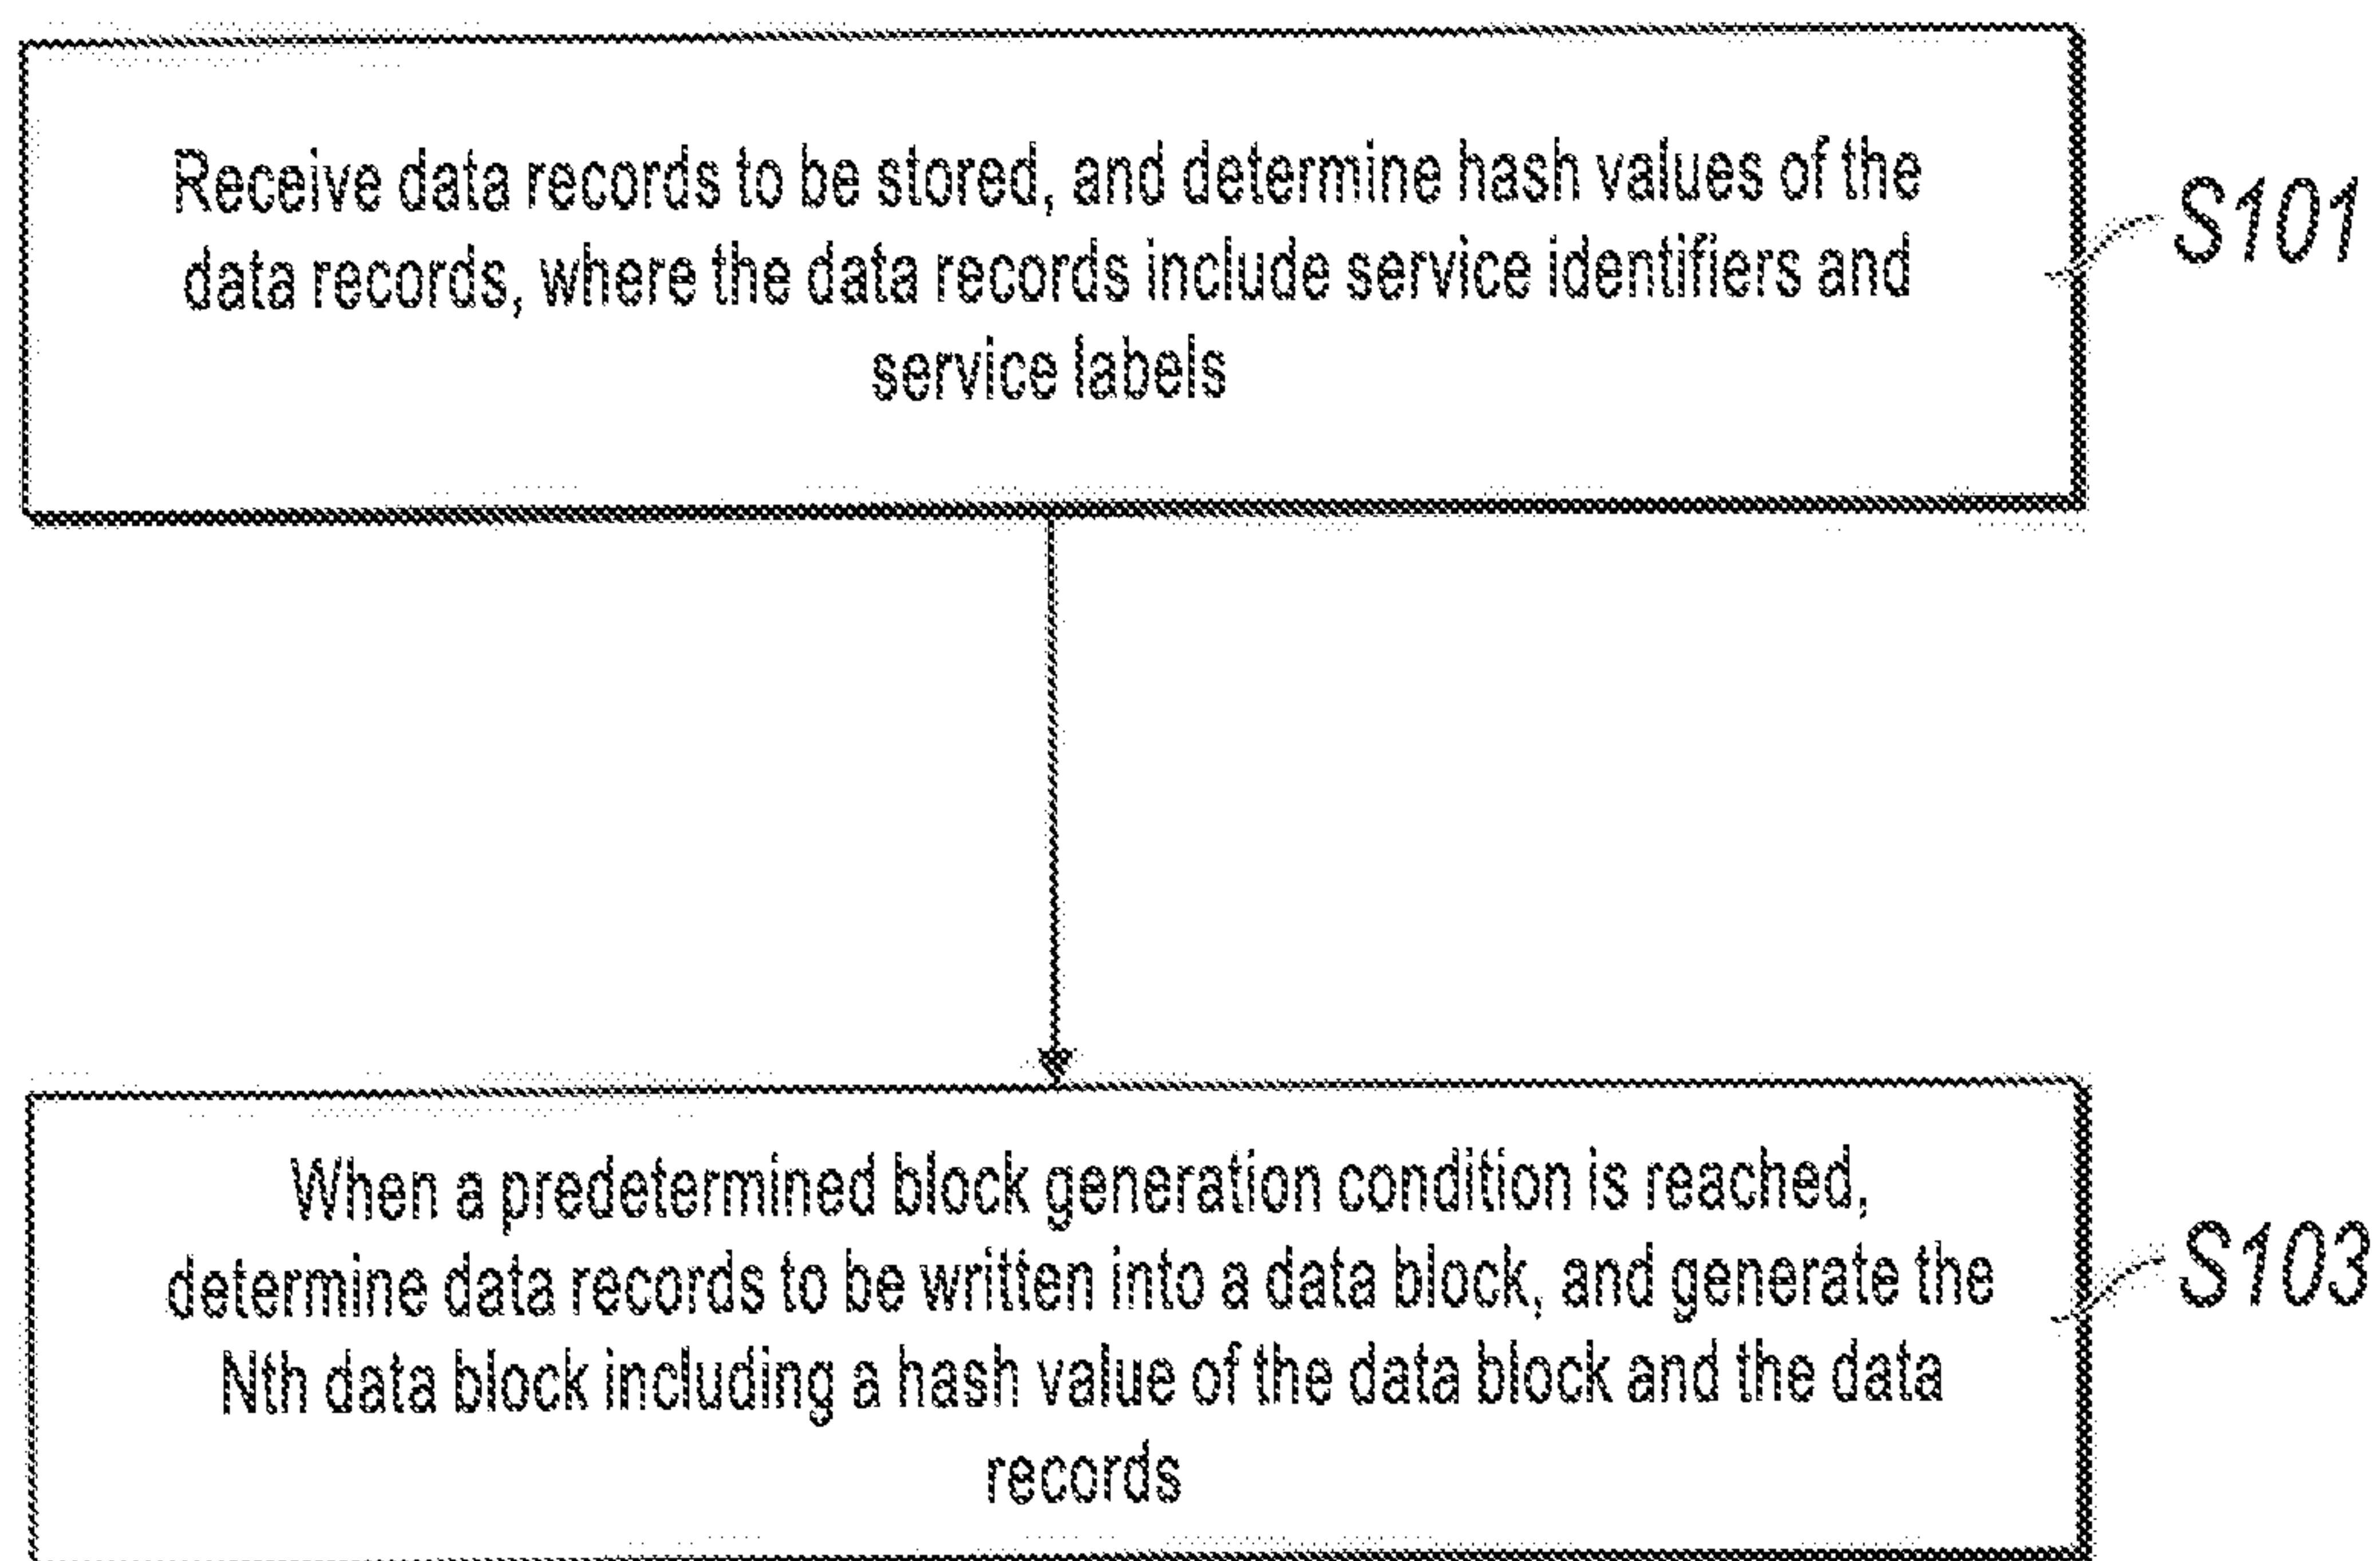 Receive data records to be stored, and determine hash values of the
data records, where the data records include service identifiers and
service labels
S101
When a predetermined block generation condition is reached,
determine data records to be written into a data block, and generate the
Nth data block including a hash value of the data block and the data
records
S103